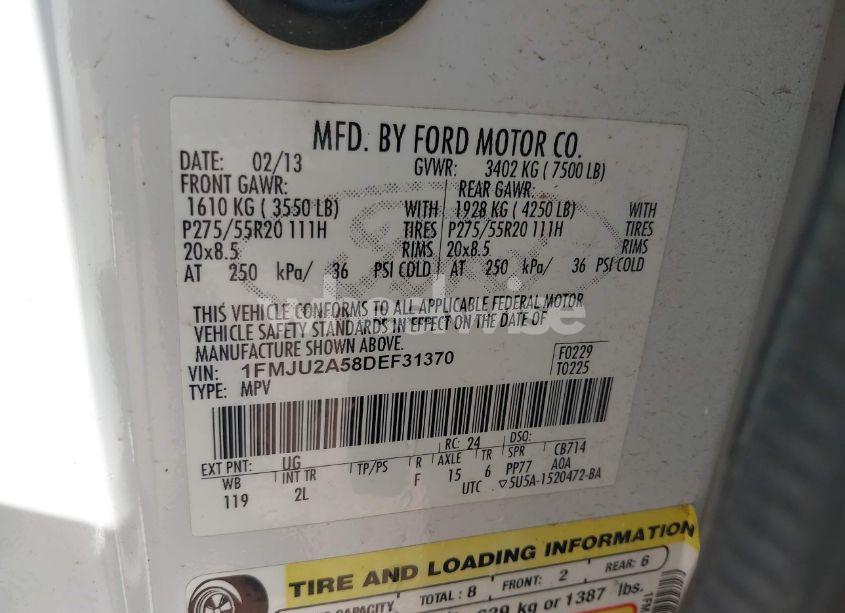 MFD. BY FORD MOTOR CO.
DATE: 02/13 GVWR: 3402 KG ( 7500 LB)
FRONT GAWR: REAR GAWR:
1610 KG ( 3550 LB) WITH 1928 KG ( 4250 LB) WITH
P275/55R20 111H TIRES P275/55R20 111H TIRES
20x8.5 RIMS 20x8.5 RIMS
AT 250 kPa/ 36 PSI COLD AT 250 kPa/ 36 PSI COLD
THIS VEHICLE CONFORMS TO ALL APPLICABLE FEDERAL MOTOR
VEHICLE SAFETY STANDARDS IN EFFECT ON THE DATE OF
MANUFACTURE SHOWN ABOVE.
VIN: 1FMJU2A58DEF31370 F0229
TYPE: MPV T0225
RC: 24 DSO:
EXT PNT: UG AXLE TR SPR CB714
WB INT TR TP/PS R 15 6 PP77 A0A
119 2L F UTC ▽5U5A-1520472-BA
TIRE AND LOADING INFORMATION
CAPACITY TOTAL : 8 FRONT: 2 REAR: 6
kg or 1387 lbs.